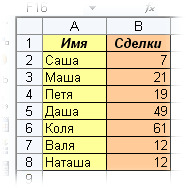 F16 fx
A B
1 Имя Сделки
2 Саша 7
3 Маша 21
4 Петя 19
5 Даша 49
6 Коля 61
7 Валя 12
8 Наташа 12
9